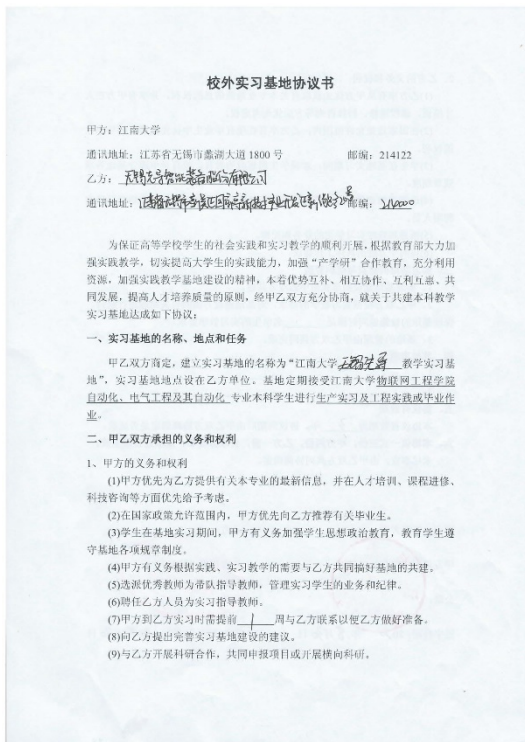 校外实习基地协议书
甲方：江南大学
通讯地址：江苏省无锡市蠡湖大道 1800 号 邮编：214122
乙方：无锡先导智能装备股份有限公司
通讯地址：江苏省无锡市 邮编：
为保证高等学校学生的社会实践和实习教学的顺利开展，根据教育部大力加
强实践教学，切实提高大学生的实践能力，加强“产学研”合作教育，充分利用
资源，加强实践教学基地建设的精神，本着优势互补、相互协作、互利互惠、共
同发展，提高人才培养质量的原则，经甲乙双方充分协商，就关于共建本科教学
实习基地达成如下协议：
一、实习基地的名称、地点和任务
甲乙双方商定，建立实习基地的名称为“江南大学无锡先导教学实习基
地”，实习基地地点设在乙方单位。基地定期接受江南大学物联网工程学院
自动化、电气工程及其自动化 专业本科学生进行生产实习及工程实践或毕业作
业。
二、甲乙双方承担的义务和权利
1、甲方的义务和权利
(1)甲方优先为乙方提供有关本专业的最新信息，并在人才培训、课程进修、
科技咨询等方面优先给予考虑。
(2)在国家政策允许范围内，甲方优先向乙方推荐有关毕业生。
(3)学生在基地实习期间，甲方有义务加强学生思想政治教育，教育学生遵
守基地各项规章制度。
(4)甲方有义务根据实践、实习教学的需要与乙方共同搞好基地的共建。
(5)选派优秀教师为带队指导教师，管理实习学生的业务和纪律。
(6)聘任乙方人员为实习指导教师。
(7)甲方到乙方实习时需提前 1 周与乙方联系以便乙方做好准备。
(8)向乙方提出完善实习基地建设的建议。
(9)与乙方开展科研合作，共同申报项目或开展横向科研。